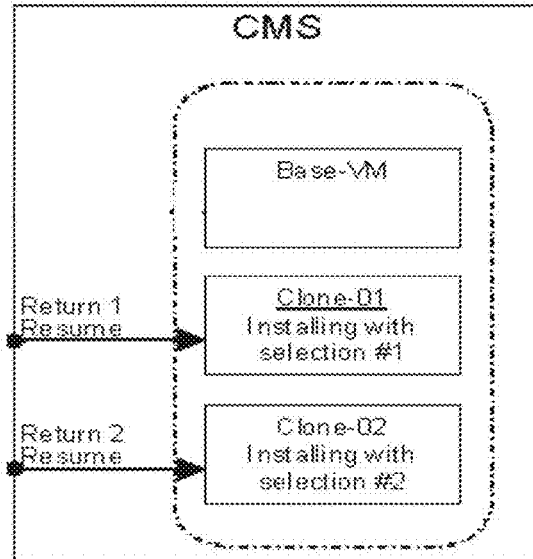 CMS
Base-VM
Return 1
Resume
Clone-01
Installing with
selection #1
Return 2
Resume
Clone-02
Installing with
selection #2